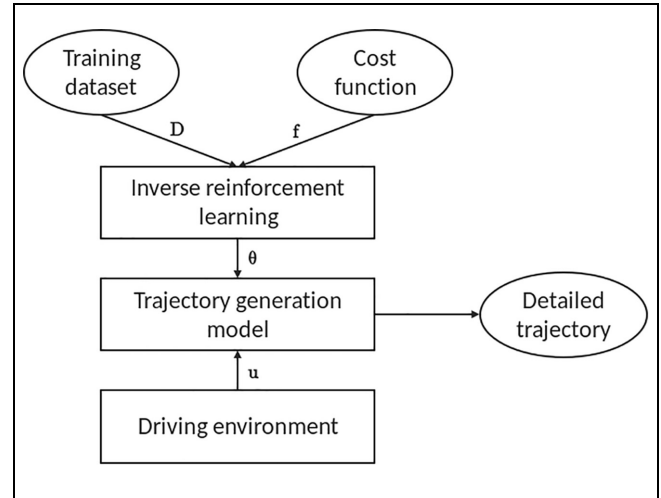 Training
dataset
Cost
function
D
f
Inverse reinforcement
learning
θ
Trajectory generation
model
Detailed
trajectory
u
Driving environment